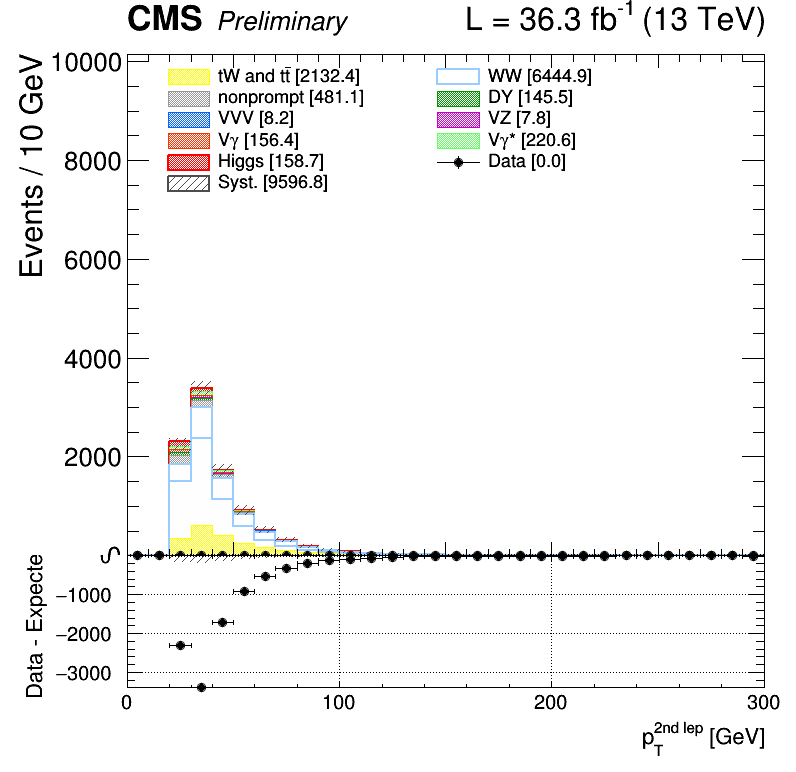 CMS Preliminary L = 36.3 fb⁻¹ (13 TeV)
Events / 10 GeV
10000
8000
6000
4000
2000
0
tW and tt̄ [2132.4]
nonprompt [481.1]
VVV [8.2]
Vγ [156.4]
Higgs [158.7]
Syst. [9596.8]
WW [6444.9]
DY [145.5]
VZ [7.8]
Vγ* [220.6]
Data [0.0]
Data - Expecte
−1000
−2000
−3000
0 100 200 300
p_T^{2nd lep} [GeV]